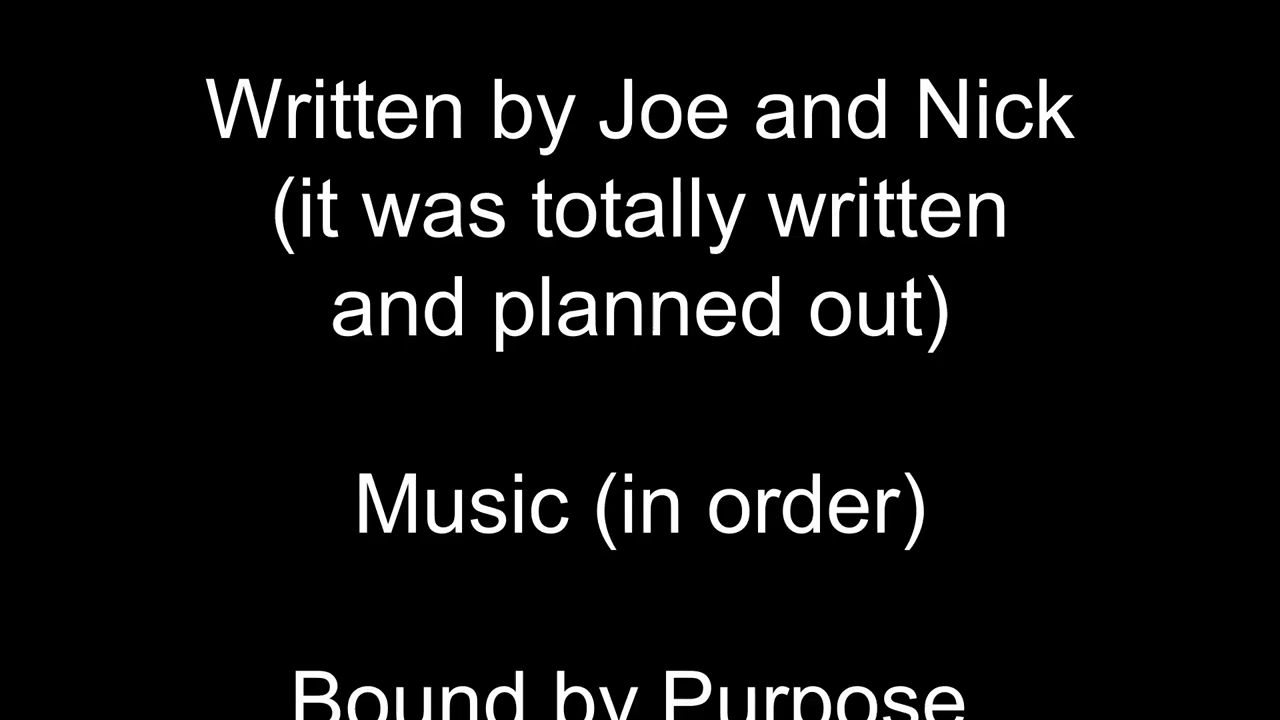 Written by Joe and Nick
(it was totally written
and planned out)
Music (in order)
Bound by Purpose